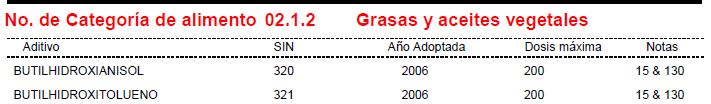 No. de Categoría de alimento 02.1.2 Grasas y aceites vegetales
Aditivo SIN Año Adoptada Dosis máxima Notas
BUTILHIDROXIANISOL 320 2006 200 15 & 130
BUTILHIDROXITOLUENO 321 2006 200 15 & 130